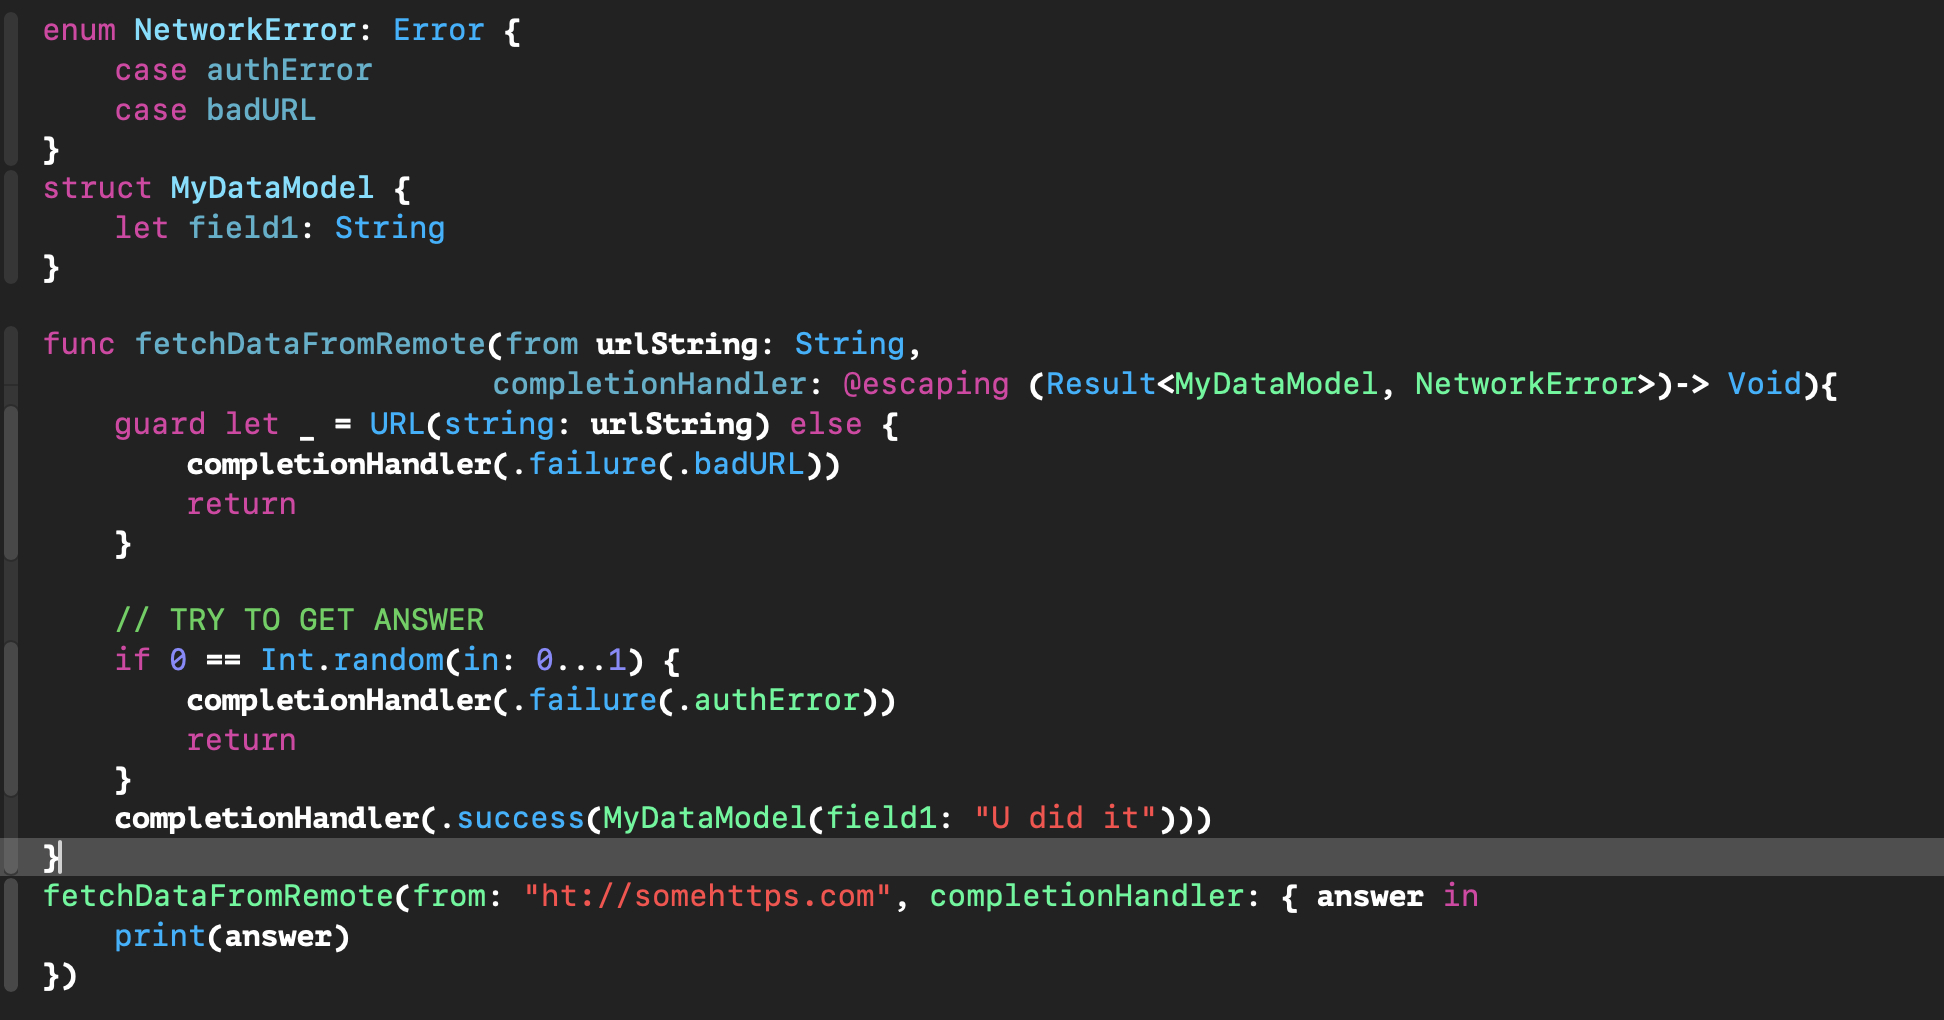 enum NetworkError: Error {
    case authError
    case badURL
}
struct MyDataModel {
    let field1: String
}
func fetchDataFromRemote(from urlString: String,
                         completionHandler: @escaping (Result<MyDataModel, NetworkError>)-> Void){
    guard let _ = URL(string: urlString) else {
        completionHandler(.failure(.badURL))
        return
    }
    // TRY TO GET ANSWER
    if 0 == Int.random(in: 0...1) {
        completionHandler(.failure(.authError))
        return
    }
    completionHandler(.success(MyDataModel(field1: "U did it")))
}
fetchDataFromRemote(from: "ht://somehttps.com", completionHandler: { answer in
    print(answer)
})